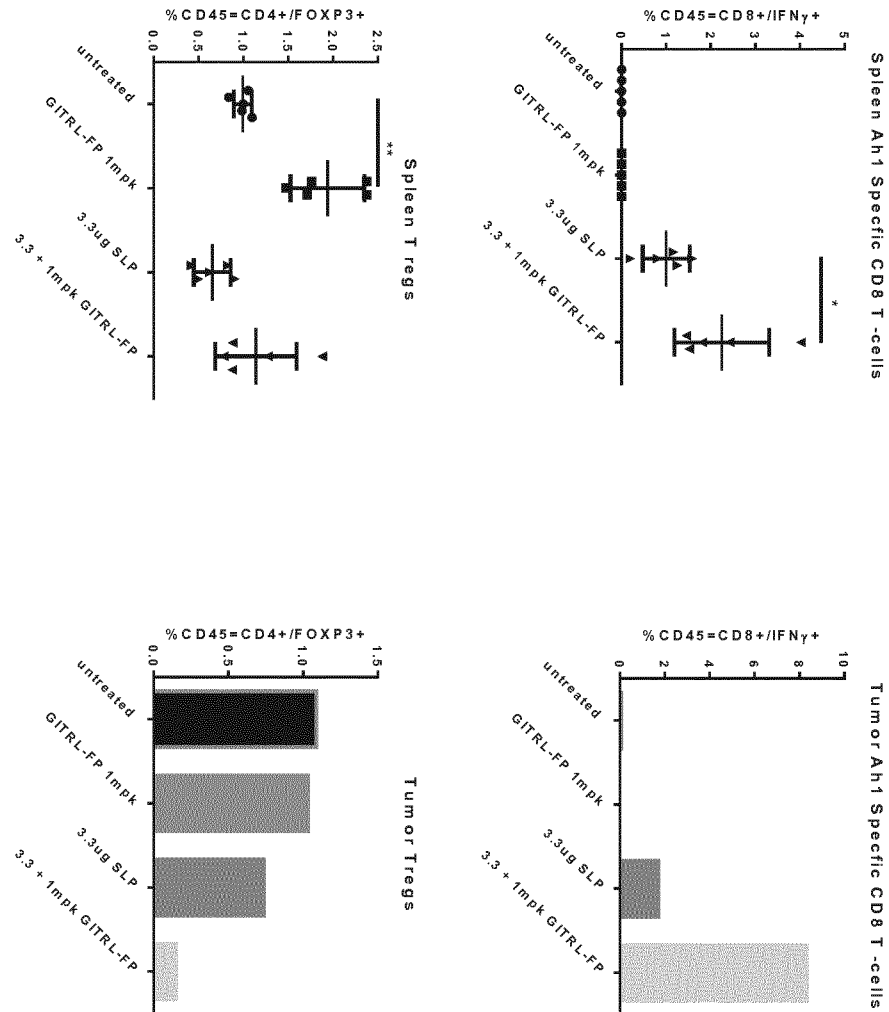 Spleen Ah1 Specfic CD8 T-cells
%CD45=CD8+/IFNγ+
0
1
2
3
4
5
*
untreated
GITRL-FP 1mpk
3.3ug SLP
3.3 + 1mpk GITRL-FP
Tumor Ah1 Specfic CD8 T-cells
%CD45=CD8+/IFNγ+
0
2
4
6
8
10
untreated
GITRL-FP 1mpk
3.3ug SLP
3.3 + 1mpk GITRL-FP
Spleen Tregs
%CD45=CD4+/FOXP3+
0.0
0.5
1.0
1.5
2.0
2.5
**
untreated
GITRL-FP 1mpk
3.3ug SLP
3.3 + 1mpk GITRL-FP
Tumor Tregs
%CD45=CD4+/FOXP3+
0.0
0.5
1.0
1.5
untreated
GITRL-FP 1mpk
3.3ug SLP
3.3 + 1mpk GITRL-FP